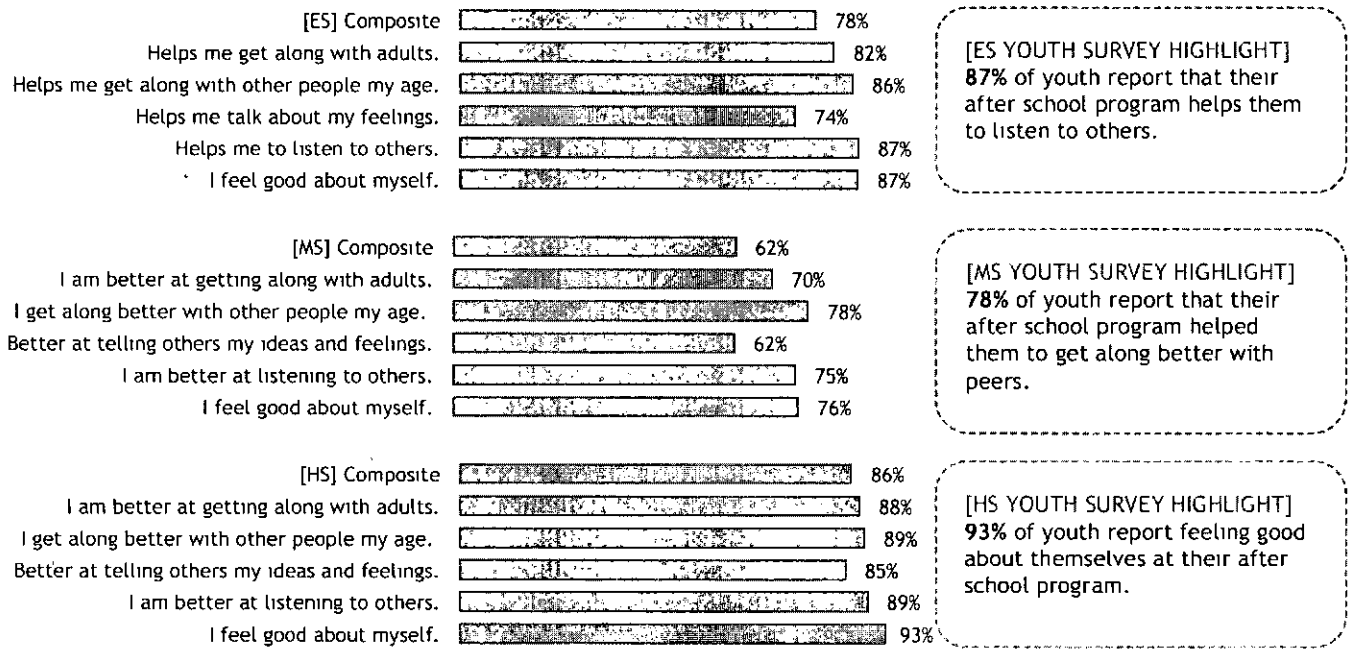 [ES] Composite 78%
Helps me get along with adults. 82%
Helps me get along with other people my age. 86%
Helps me talk about my feelings. 74%
Helps me to listen to others. 87%
I feel good about myself. 87%
[ES YOUTH SURVEY HIGHLIGHT]
87% of youth report that their
after school program helps them
to listen to others.
[MS] Composite 62%
I am better at getting along with adults. 70%
I get along better with other people my age. 78%
Better at telling others my ideas and feelings. 62%
I am better at listening to others. 75%
I feel good about myself. 76%
[MS YOUTH SURVEY HIGHLIGHT]
78% of youth report that their
after school program helped
them to get along better with
peers.
[HS] Composite 86%
I am better at getting along with adults. 88%
I get along better with other people my age. 89%
Better at telling others my ideas and feelings. 85%
I am better at listening to others. 89%
I feel good about myself. 93%
[HS YOUTH SURVEY HIGHLIGHT]
93% of youth report feeling good
about themselves at their after
school program.